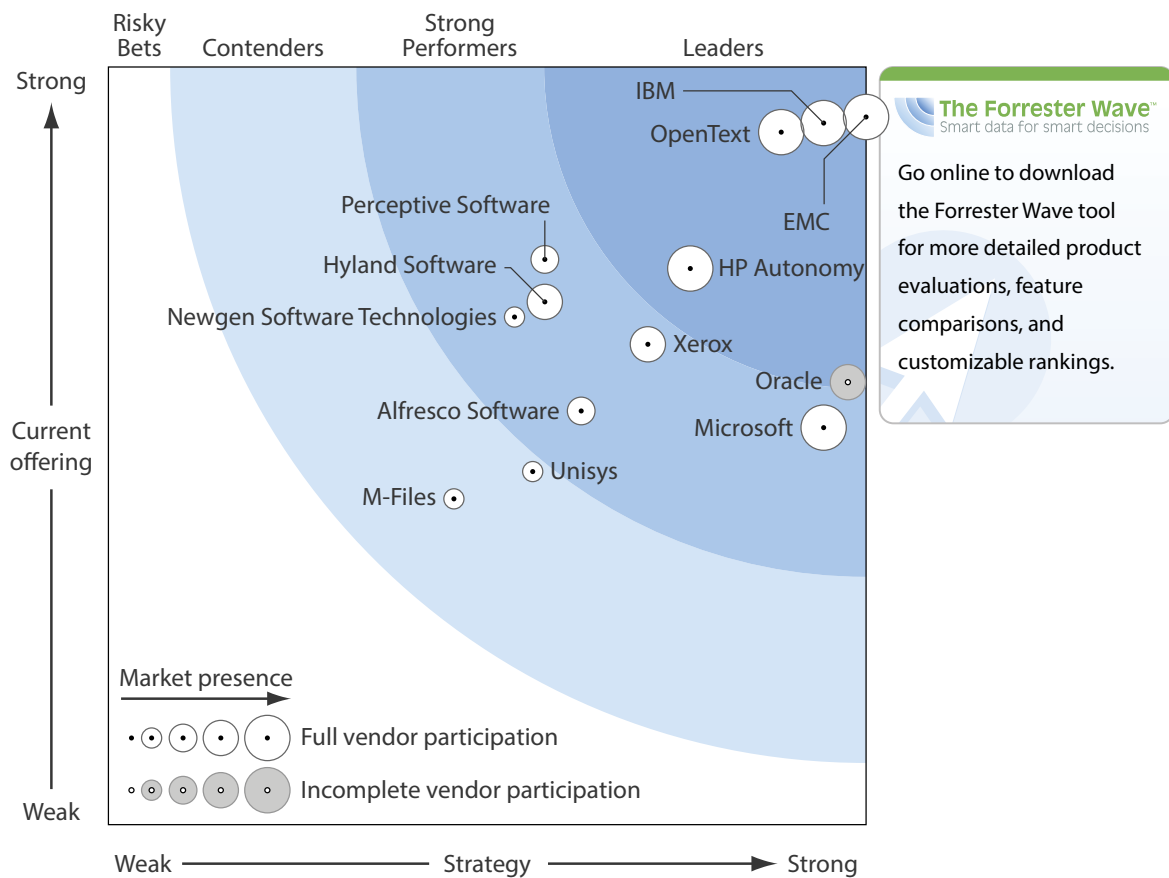 Risky
Bets
Contenders
Strong
Performers
Leaders
Strong
Current
offering
Weak
IBM
OpenText
EMC
Perceptive Software
Hyland Software
Newgen Software Technologies
HP Autonomy
Xerox
Oracle
Alfresco Software
Microsoft
Unisys
M-Files
Market presence
Full vendor participation
Incomplete vendor participation
Weak
Strategy
Strong
The Forrester Wave™
Smart data for smart decisions
Go online to download
the Forrester Wave tool
for more detailed product
evaluations, feature
comparisons, and
customizable rankings.